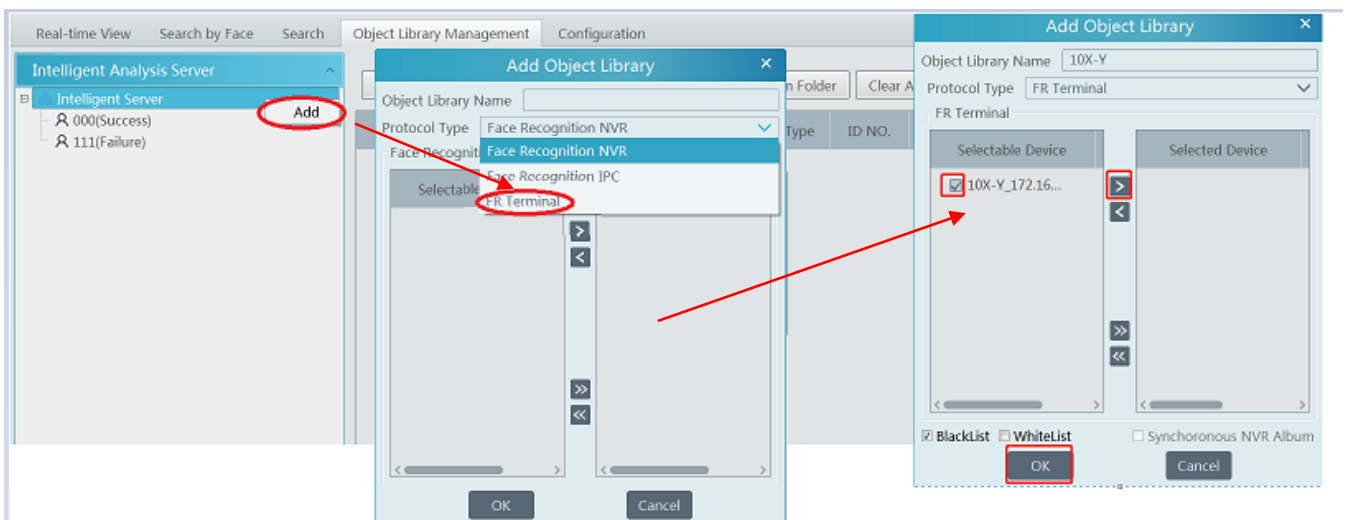 Real-time View Search by Face Search Object Library Management Configuration
Intelligent Analysis Server
Intelligent Server
Add
000(Success)
111(Failure)
n Folder Clear A
Type ID NO.
Add Object Library ×
Object Library Name
Protocol Type Face Recognition NVR
Face Recognit
Face Recognition NVR
Face Recognition IPC
FR Terminal
Selectable
>
<
>>
<<
OK Cancel
Add Object Library ×
Object Library Name 10X-Y
Protocol Type FR Terminal
FR Terminal
Selectable Device Selected Device
10X-Y_172.16...
>
<
>>
<<
BlackList WhiteList Synchoronous NVR Album
OK Cancel